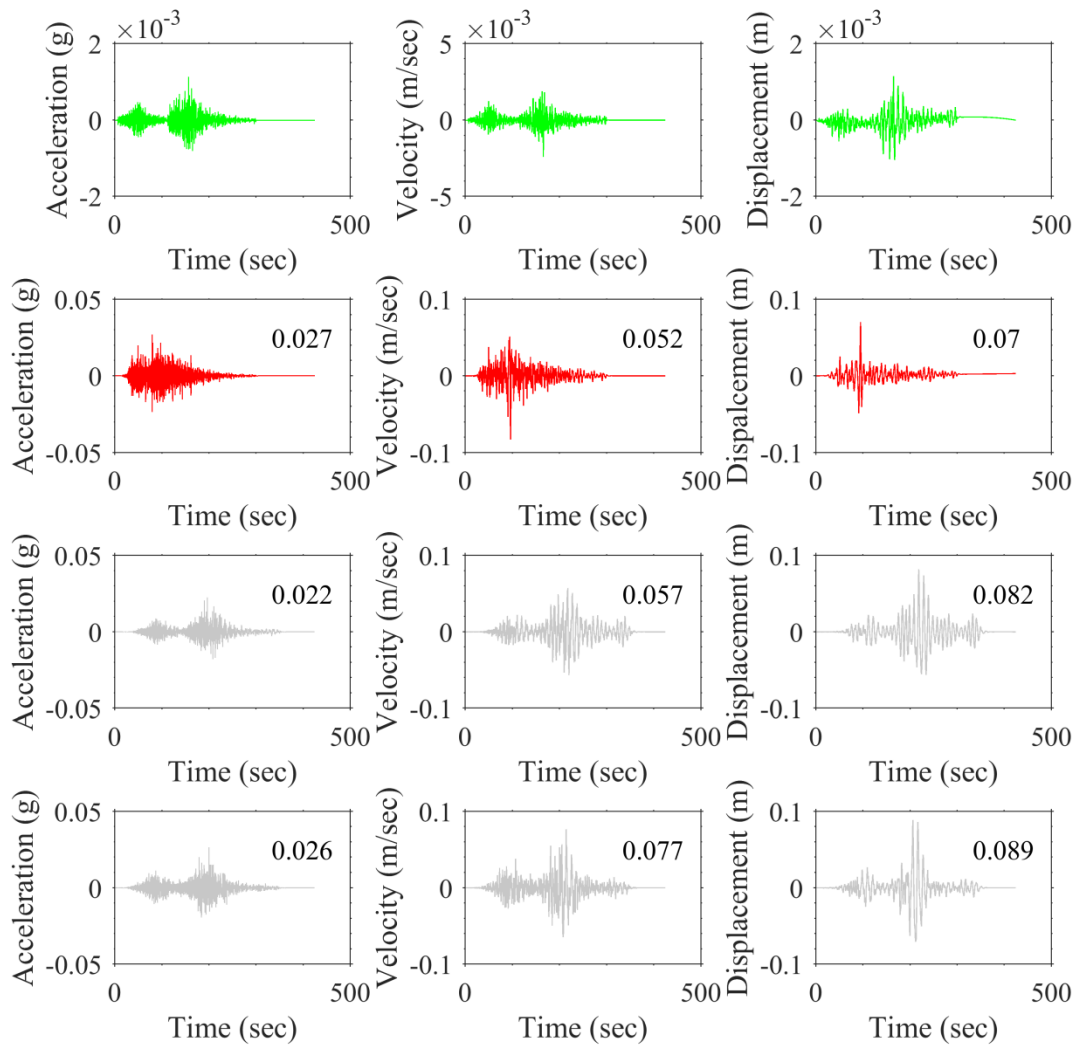 ×10⁻³ ×10⁻³ ×10⁻³
Acceleration (g) Velocity (m/sec) Displacement (m)
2 5 2
0 0 0
-2 -5 -2
0 500 0 500 0 500
Time (sec) Time (sec) Time (sec)
Acceleration (g) Velocity (m/sec) Dispalcement (m)
0.05 0.1 0.1
0.027 0.052 0.07
0 0 0
-0.05 -0.1 -0.1
0 500 0 500 0 500
Time (sec) Time (sec) Time (sec)
Acceleration (g) Velocity (m/sec) Displacement (m)
0.05 0.1 0.1
0.022 0.057 0.082
0 0 0
-0.05 -0.1 -0.1
0 500 0 500 0 500
Time (sec) Time (sec) Time (sec)
Acceleration (g) Velocity (m/sec) Displacement (m)
0.05 0.1 0.1
0.026 0.077 0.089
0 0 0
-0.05 -0.1 -0.1
0 500 0 500 0 500
Time (sec) Time (sec) Time (sec)